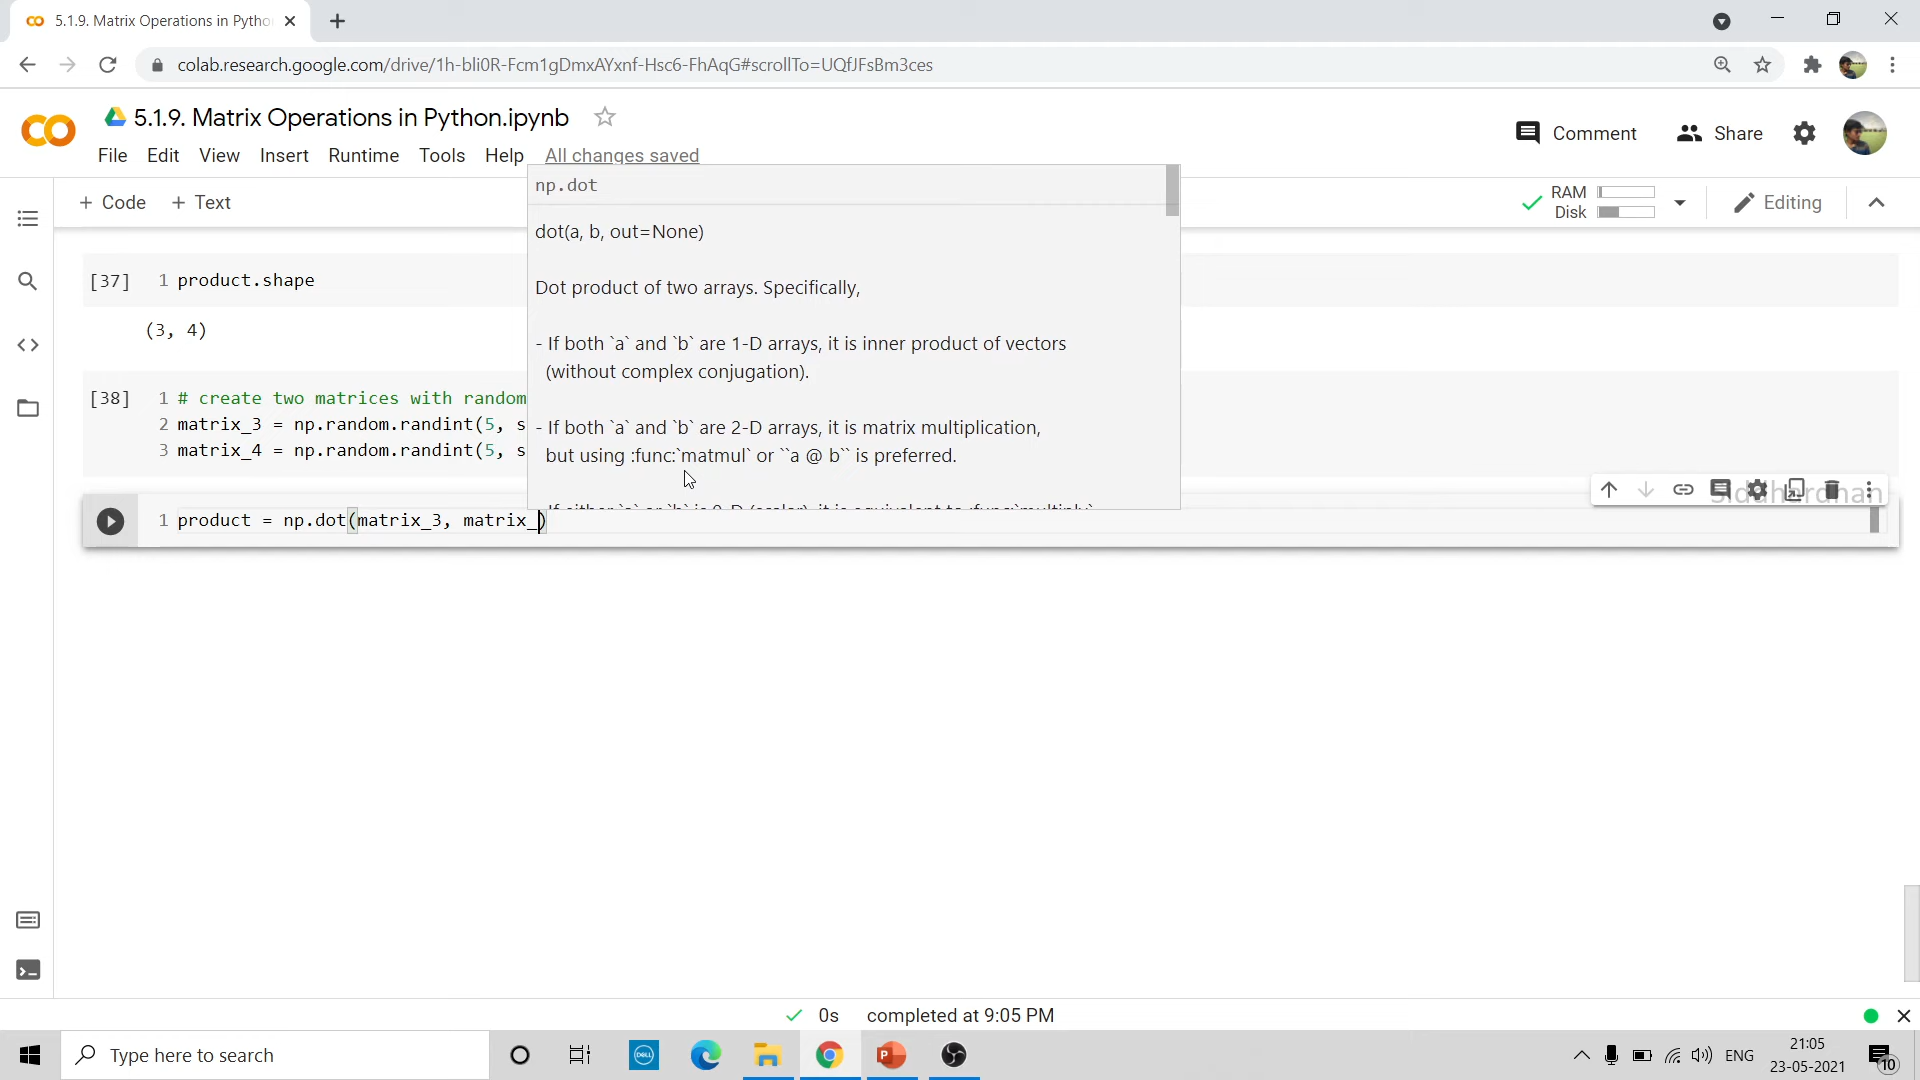 5.1.9. Matrix Operations in Pytho
colab.research.google.com/drive/1h-bli0R-Fcm1gDmxAYxnf-Hsc6-FhAqG#scrollTo=UQfJFsBm3ces
5.1.9. Matrix Operations in Python.ipynb
Comment
Share
File Edit View Insert Runtime Tools Help All changes saved
+ Code + Text
RAM
Disk
Editing
np.dot
dot(a, b, out=None)
Dot product of two arrays. Specifically,
- If both `a` and `b` are 1-D arrays, it is inner product of vectors
(without complex conjugation).
- If both `a` and `b` are 2-D arrays, it is matrix multiplication,
but using :func:`matmul` or ``a @ b`` is preferred.
[37] 1 product.shape
(3, 4)
[38] 1 # create two matrices with random
2 matrix_3 = np.random.randint(5, s
3 matrix_4 = np.random.randint(5, s
Siddhardhan
1 product = np.dot(matrix_3, matrix_)
0s completed at 9:05 PM
Type here to search
DELL
ENG
21:05
23-05-2021
10